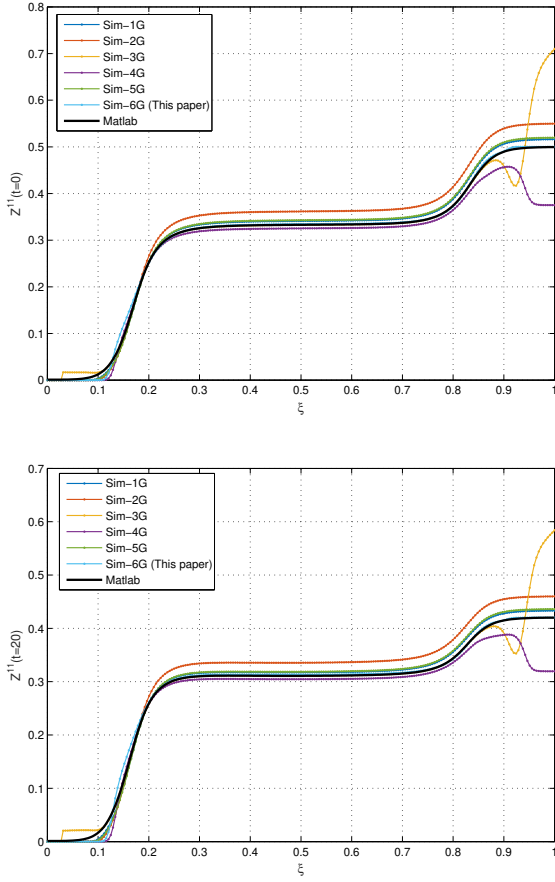 0.8
0.7
0.6
0.5
0.4
0.3
0.2
0.1
0
Z¹¹(t=0)
Sim−1G
Sim−2G
Sim−3G
Sim−4G
Sim−5G
Sim−6G (This paper)
Matlab
0 0.1 0.2 0.3 0.4 0.5 0.6 0.7 0.8 0.9 1
ξ
0.7
0.6
0.5
0.4
0.3
0.2
0.1
0
Z¹¹(t=20)
Sim−1G
Sim−2G
Sim−3G
Sim−4G
Sim−5G
Sim−6G (This paper)
Matlab
0 0.1 0.2 0.3 0.4 0.5 0.6 0.7 0.8 0.9 1
ξ